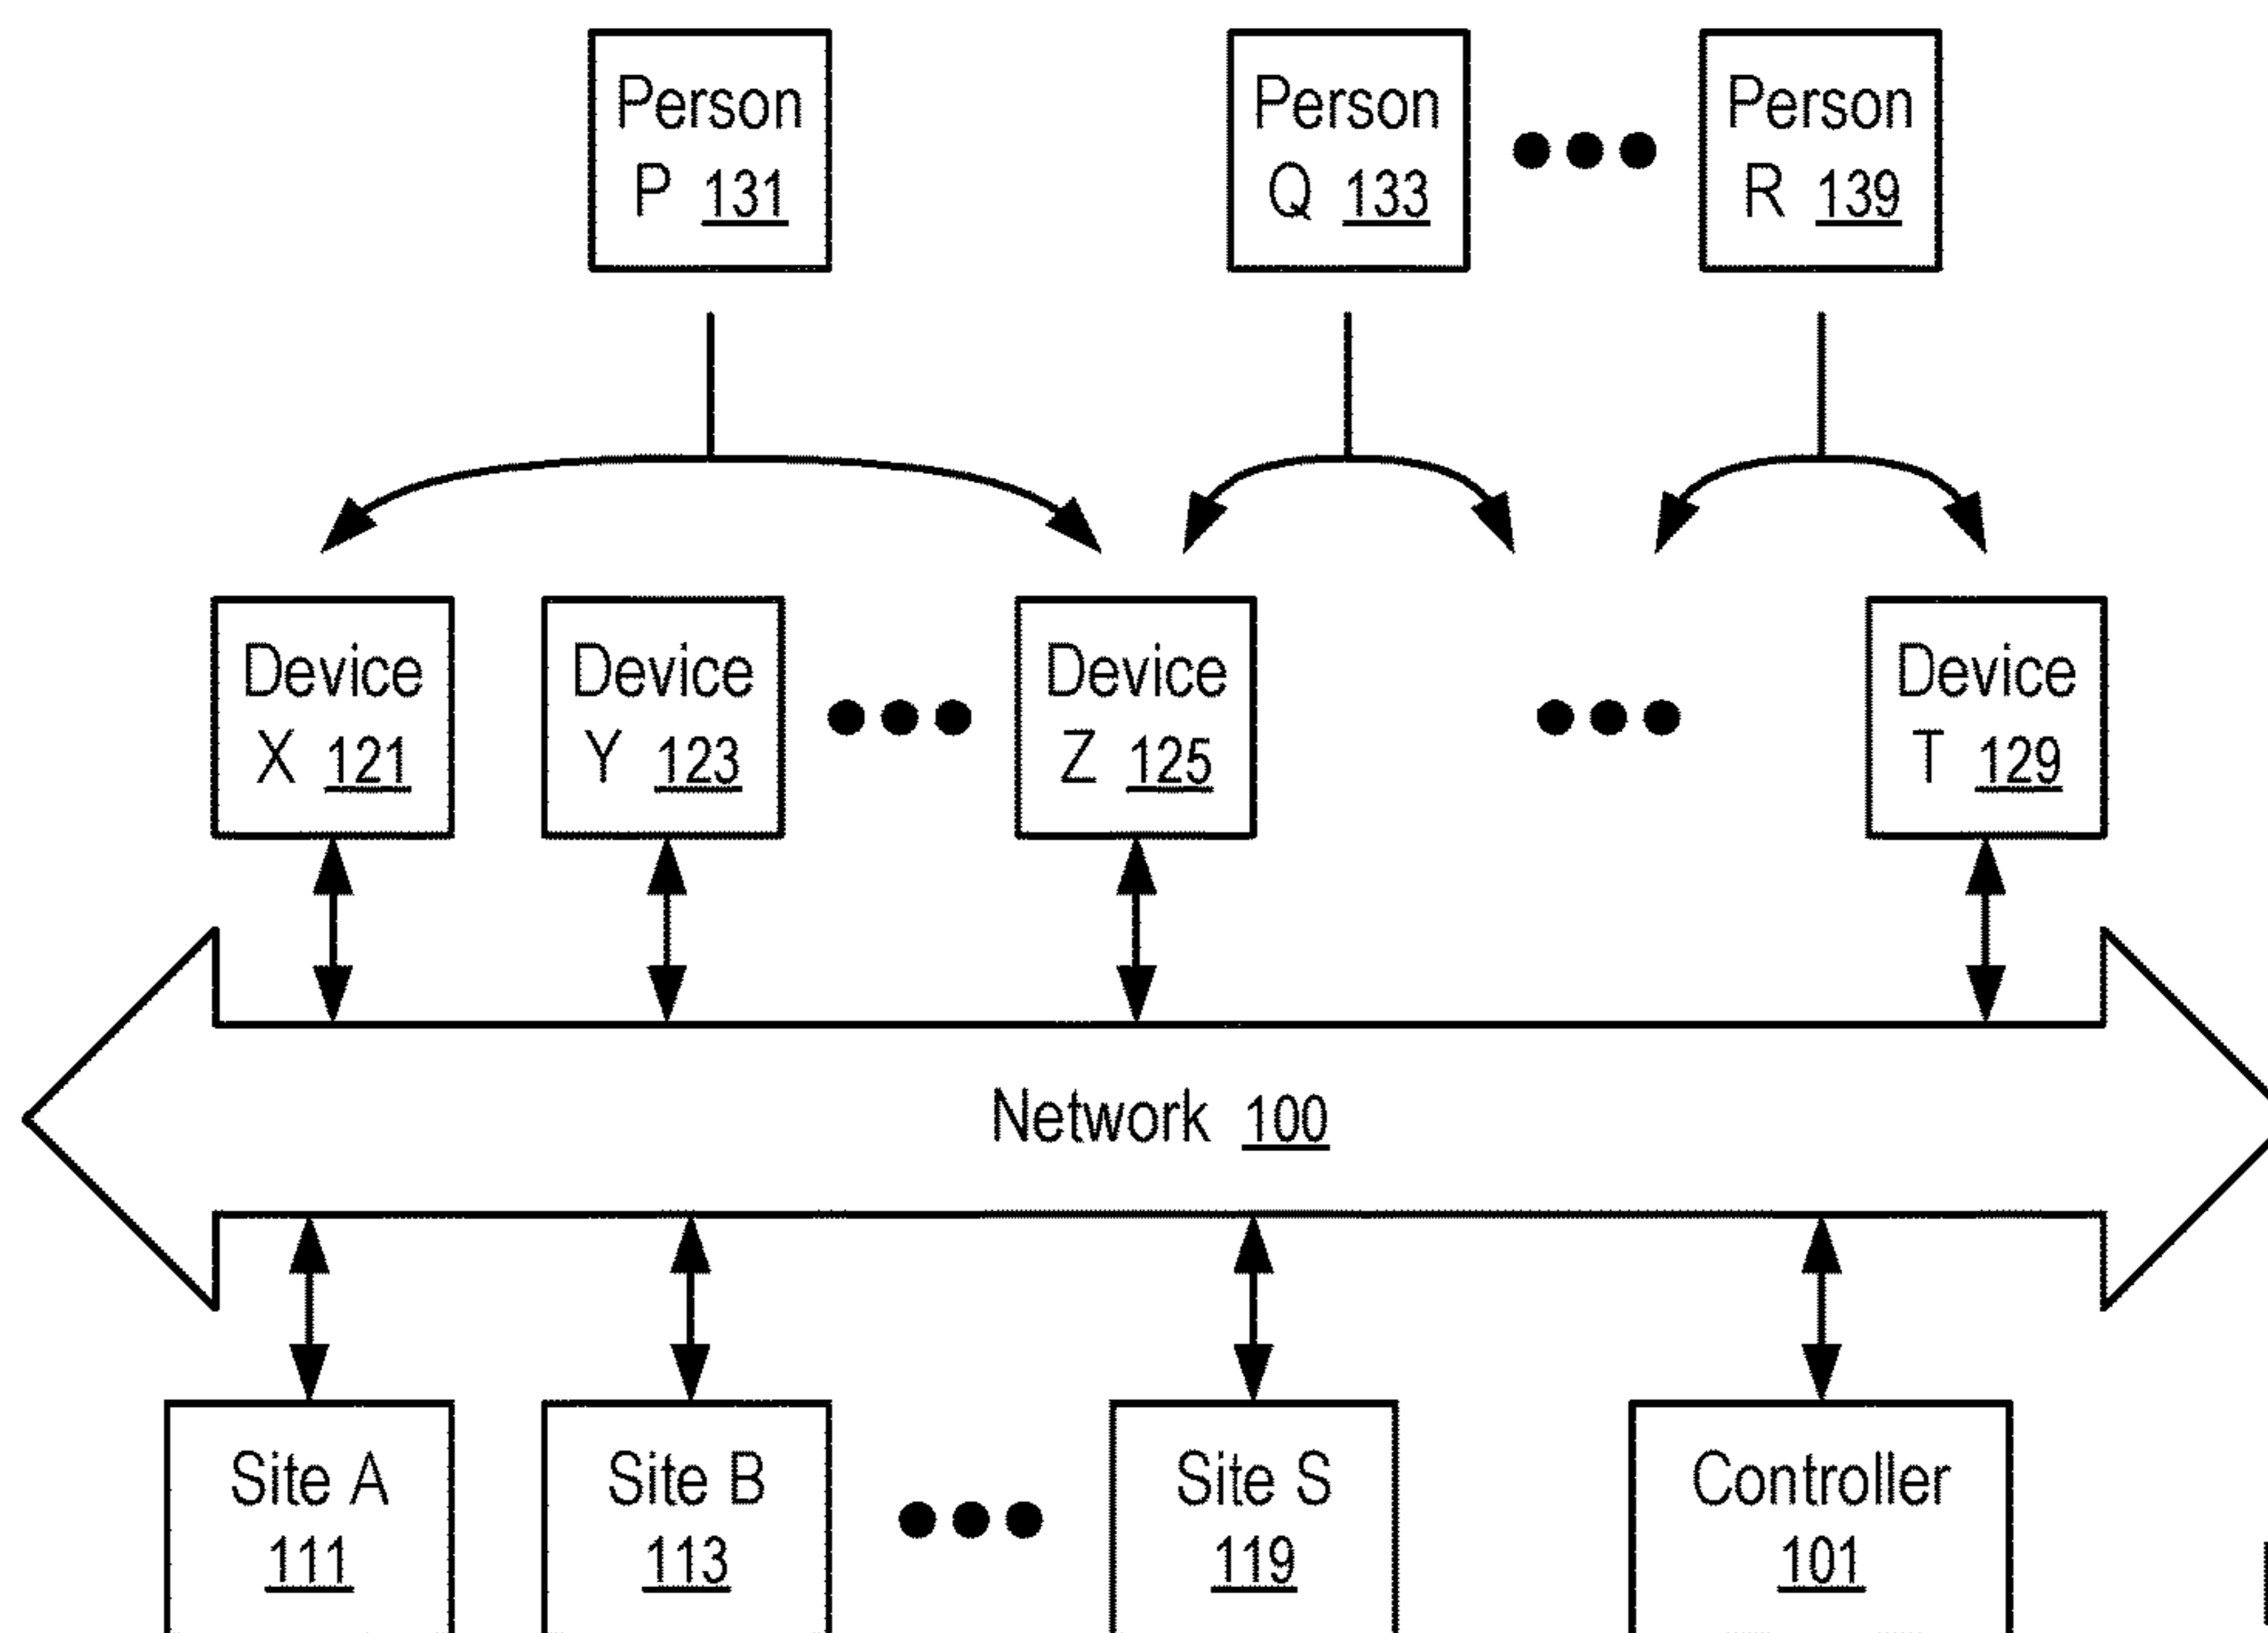 Person
P 131
Person
Q 133
Person
R 139
Device
X 121
Device
Y 123
Device
Z 125
Device
T 129
Network 100
Site A
111
Site B
113
Site S
119
Controller
101